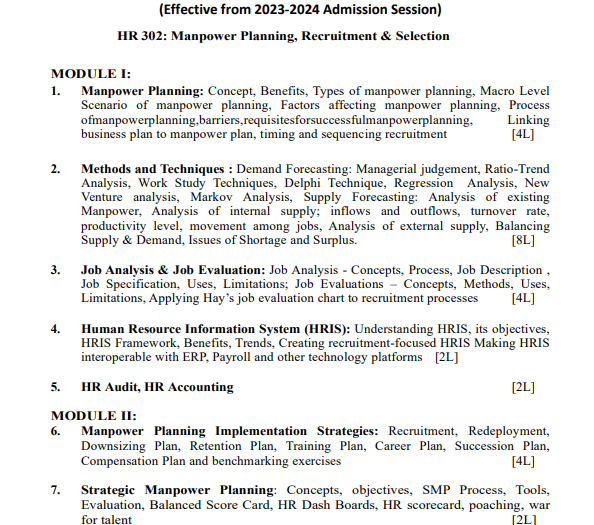 (Effective from 2023-2024 Admission Session)
HR 302: Manpower Planning, Recruitment & Selection
MODULE I:
1. Manpower Planning: Concept, Benefits, Types of manpower planning, Macro Level
Scenario of manpower planning, Factors affecting manpower planning, Process
ofmanpowerplanning,barriers,requisitesforsuccessfulmanpowerplanning, Linking
business plan to manpower plan, timing and sequencing recruitment [4L]
2. Methods and Techniques : Demand Forecasting: Managerial judgement, Ratio-Trend
Analysis, Work Study Techniques, Delphi Technique, Regression Analysis, New
Venture analysis, Markov Analysis, Supply Forecasting: Analysis of existing
Manpower, Analysis of internal supply; inflows and outflows, turnover rate,
productivity level, movement among jobs, Analysis of external supply, Balancing
Supply & Demand, Issues of Shortage and Surplus. [8L]
3. Job Analysis & Job Evaluation: Job Analysis - Concepts, Process, Job Description ,
Job Specification, Uses, Limitations; Job Evaluations – Concepts, Methods, Uses,
Limitations, Applying Hay's job evaluation chart to recruitment processes [4L]
4. Human Resource Information System (HRIS): Understanding HRIS, its objectives,
HRIS Framework, Benefits, Trends, Creating recruitment-focused HRIS Making HRIS
interoperable with ERP, Payroll and other technology platforms [2L]
5. HR Audit, HR Accounting [2L]
MODULE II:
6. Manpower Planning Implementation Strategies: Recruitment, Redeployment,
Downsizing Plan, Retention Plan, Training Plan, Career Plan, Succession Plan,
Compensation Plan and benchmarking exercises [4L]
7. Strategic Manpower Planning: Concepts, objectives, SMP Process, Tools,
Evaluation, Balanced Score Card, HR Dash Boards, HR scorecard, poaching, war
for talent [2L]